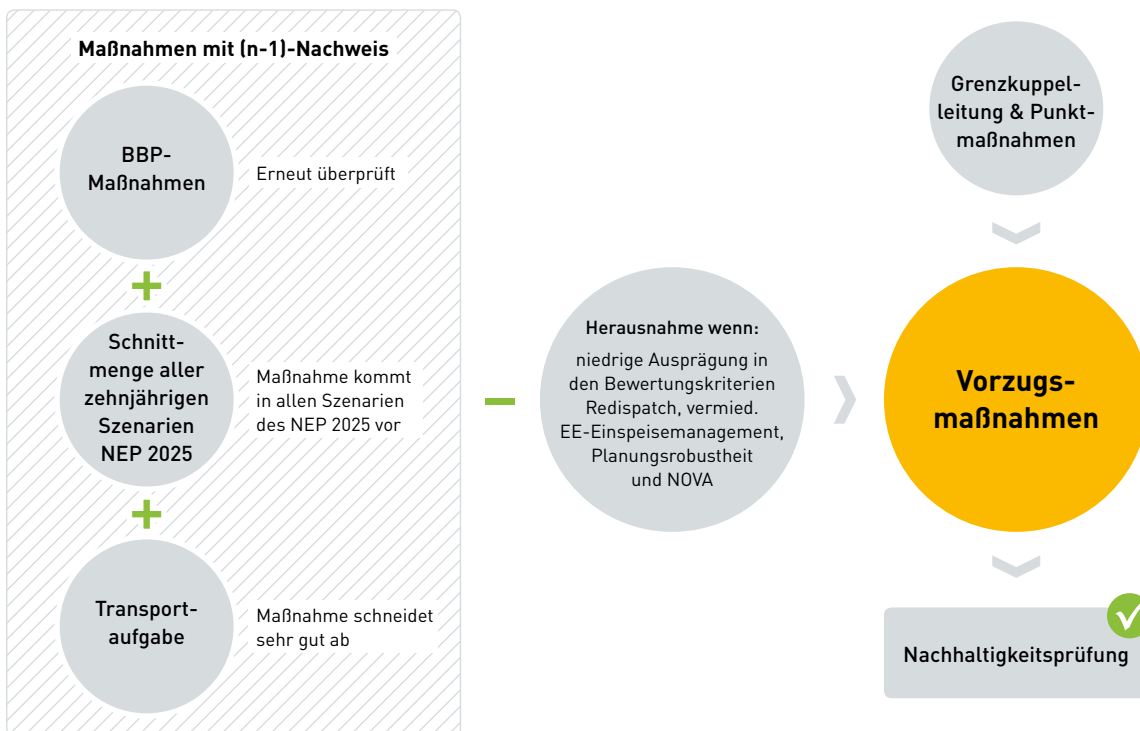 Maßnahmen mit (n-1)-Nachweis
BBP-
Maßnahmen
Erneut überprüft
+
Schnitt-
menge aller
zehnjährigen
Szenarien
NEP 2025
Maßnahme kommt
in allen Szenarien
des NEP 2025 vor
+
Transport-
aufgabe
Maßnahme schneidet
sehr gut ab
–
Herausnahme wenn:
niedrige Ausprägung in
den Bewertungskriterien
Redispatch, vermied.
EE-Einspeisemanagement,
Planungsrobustheit
und NOVA
Grenzkuppel-
leitung & Punkt-
maßnahmen
Vorzugs-
maßnahmen
Nachhaltigkeitsprüfung